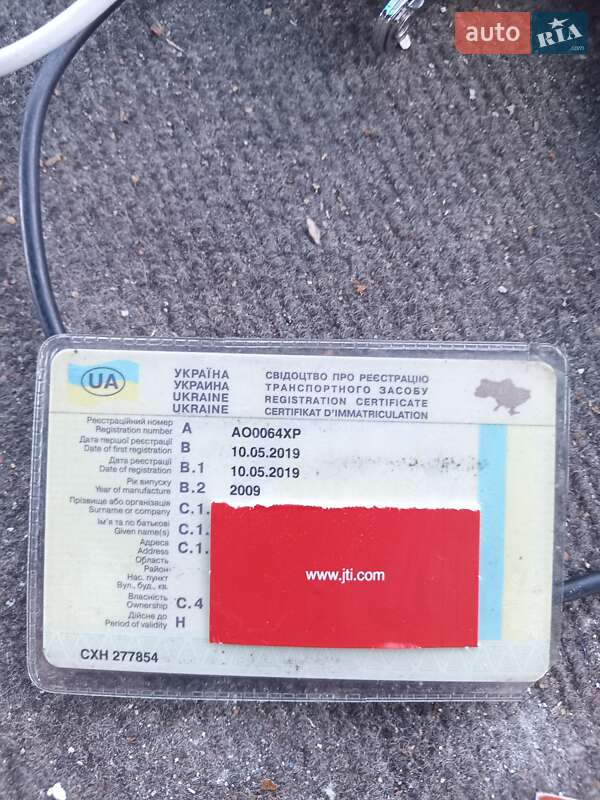 auto RIA.com
UA
УКРАЇНА
УКРАИНА
UKRAINE
UKRAINE
СВІДОЦТВО ПРО РЕЄСТРАЦІЮ
ТРАНСПОРТНОГО ЗАСОБУ
REGISTRATION CERTIFICATE
CERTIFIKAT D'IMMATRICULATION
Реєстраційний номер
Registration number A AO0064XP
Дата першої реєстрації
Date of first registration B 10.05.2019
Дата реєстрації
Date of registration B.1 10.05.2019
Рік випуску
Year of manufacture B.2 2009
Прізвище або організація
Surname or company C.1.
Ім'я та по батькові
Given name(s) C.1.
Адреса
Address C.1.
Область
Район
Нас. пункт
Вул., буд., кв.
Власність
Ownership C.4
Дійсне до
Period of validity H
www.jti.com
CXH 277854